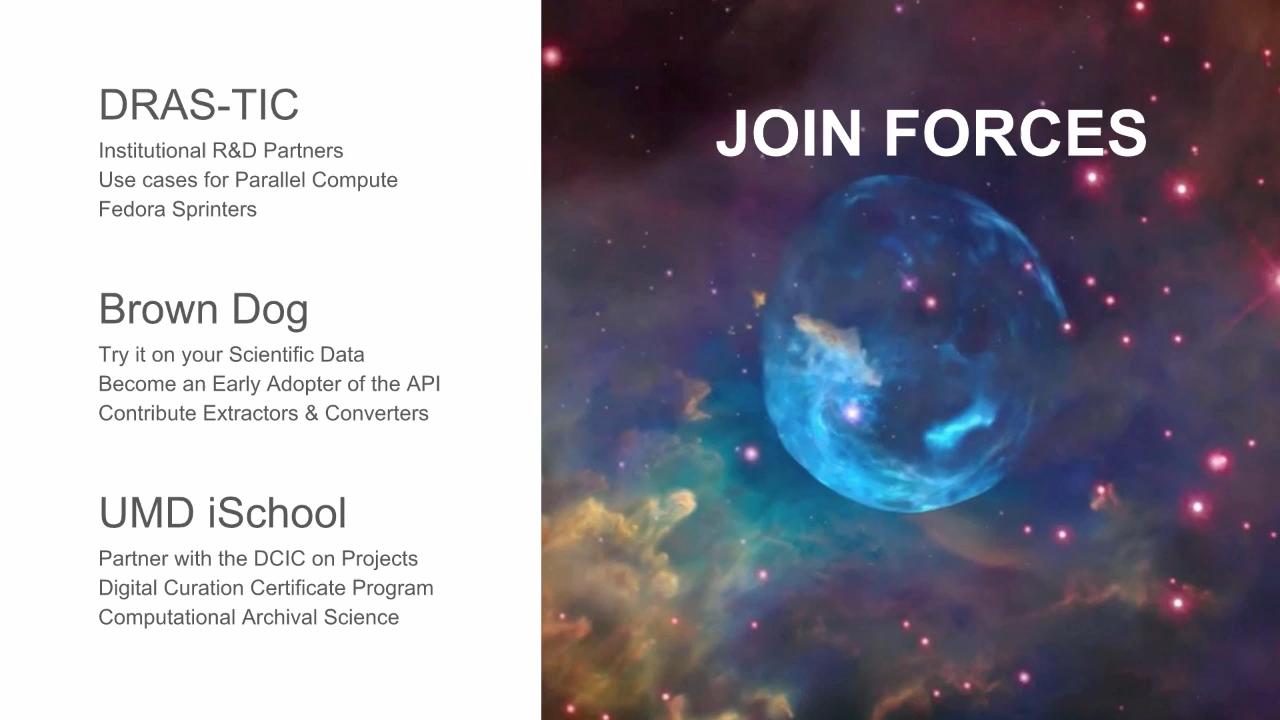 DRAS-TIC
Institutional R&D Partners
Use cases for Parallel Compute
Fedora Sprinters
Brown Dog
Try it on your Scientific Data
Become an Early Adopter of the API
Contribute Extractors & Converters
UMD iSchool
Partner with the DCIC on Projects
Digital Curation Certificate Program
Computational Archival Science
JOIN FORCES